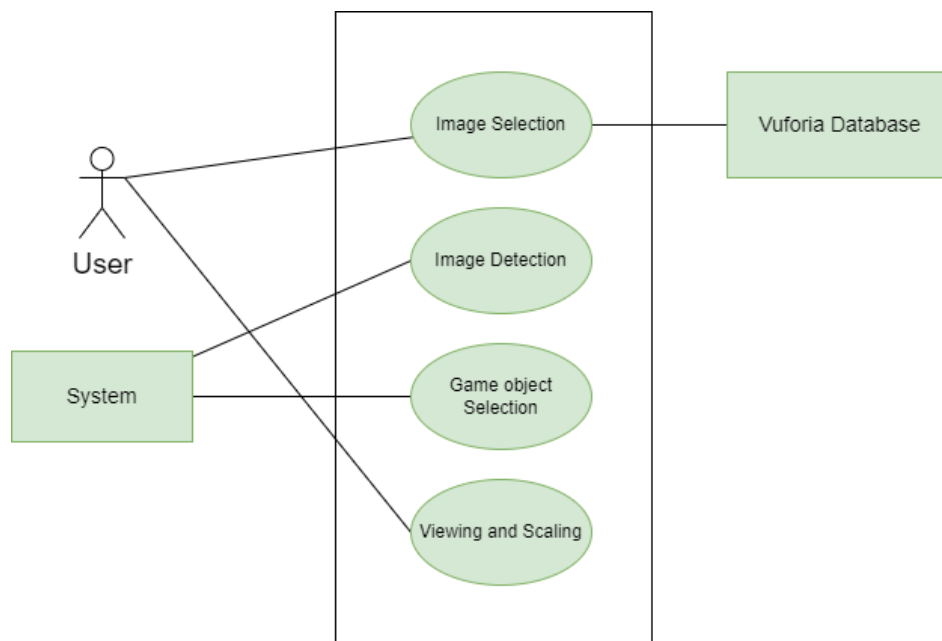 Image Selection
Vuforia Database
User
Image Detection
System
Game object
Selection
Viewing and Scaling